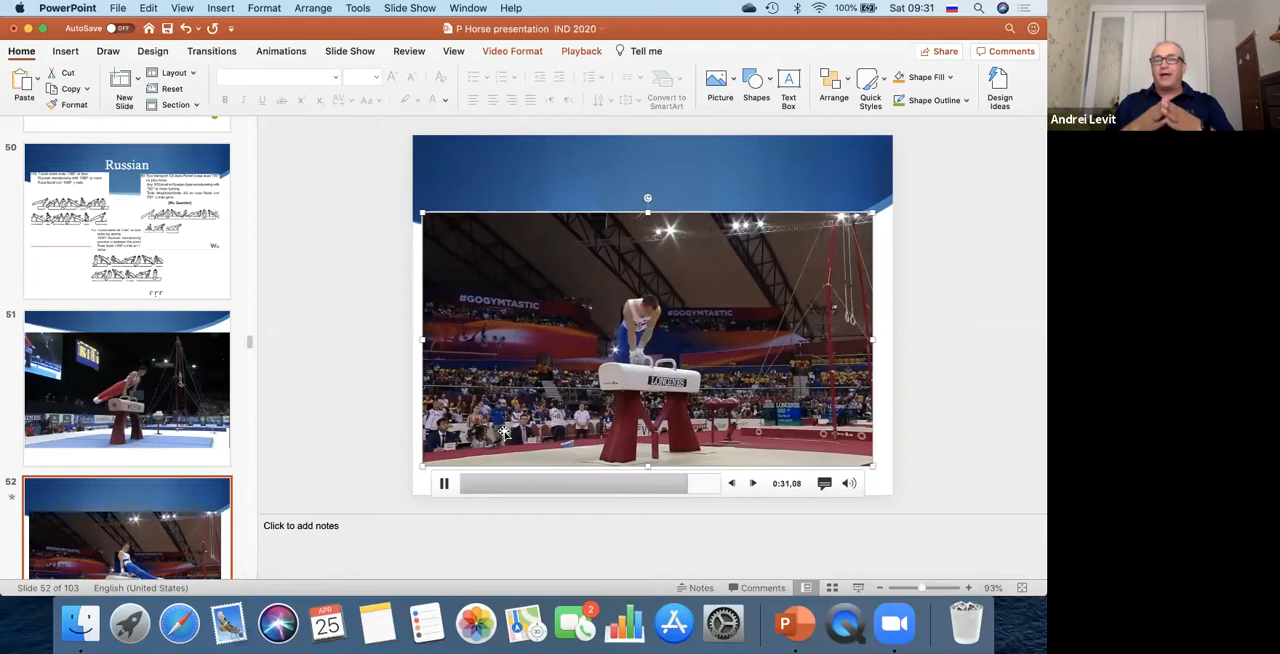 PowerPoint File Edit View Insert Format Arrange Tools Slide Show Window Help 100% Sat 09:31
AutoSave OFF P Horse presentation IND 2020
Home Insert Draw Design Transitions Animations Slide Show Review View Video Format Playback Tell me Share Comments
Paste Cut Copy Format
New Slide Layout Reset Section
Convert to SmartArt
Picture Shapes Text Box
Arrange Quick Styles Shape Fill Shape Outline
Design Ideas
Andrei Levit
50
Russian
51
52
#GOGYMTASTIC
#GOGYMTASTIC
LONGINES
LONGINES
0:31,08
Click to add notes
Slide 52 of 103 English (United States) Notes Comments 93%
APR
25
2